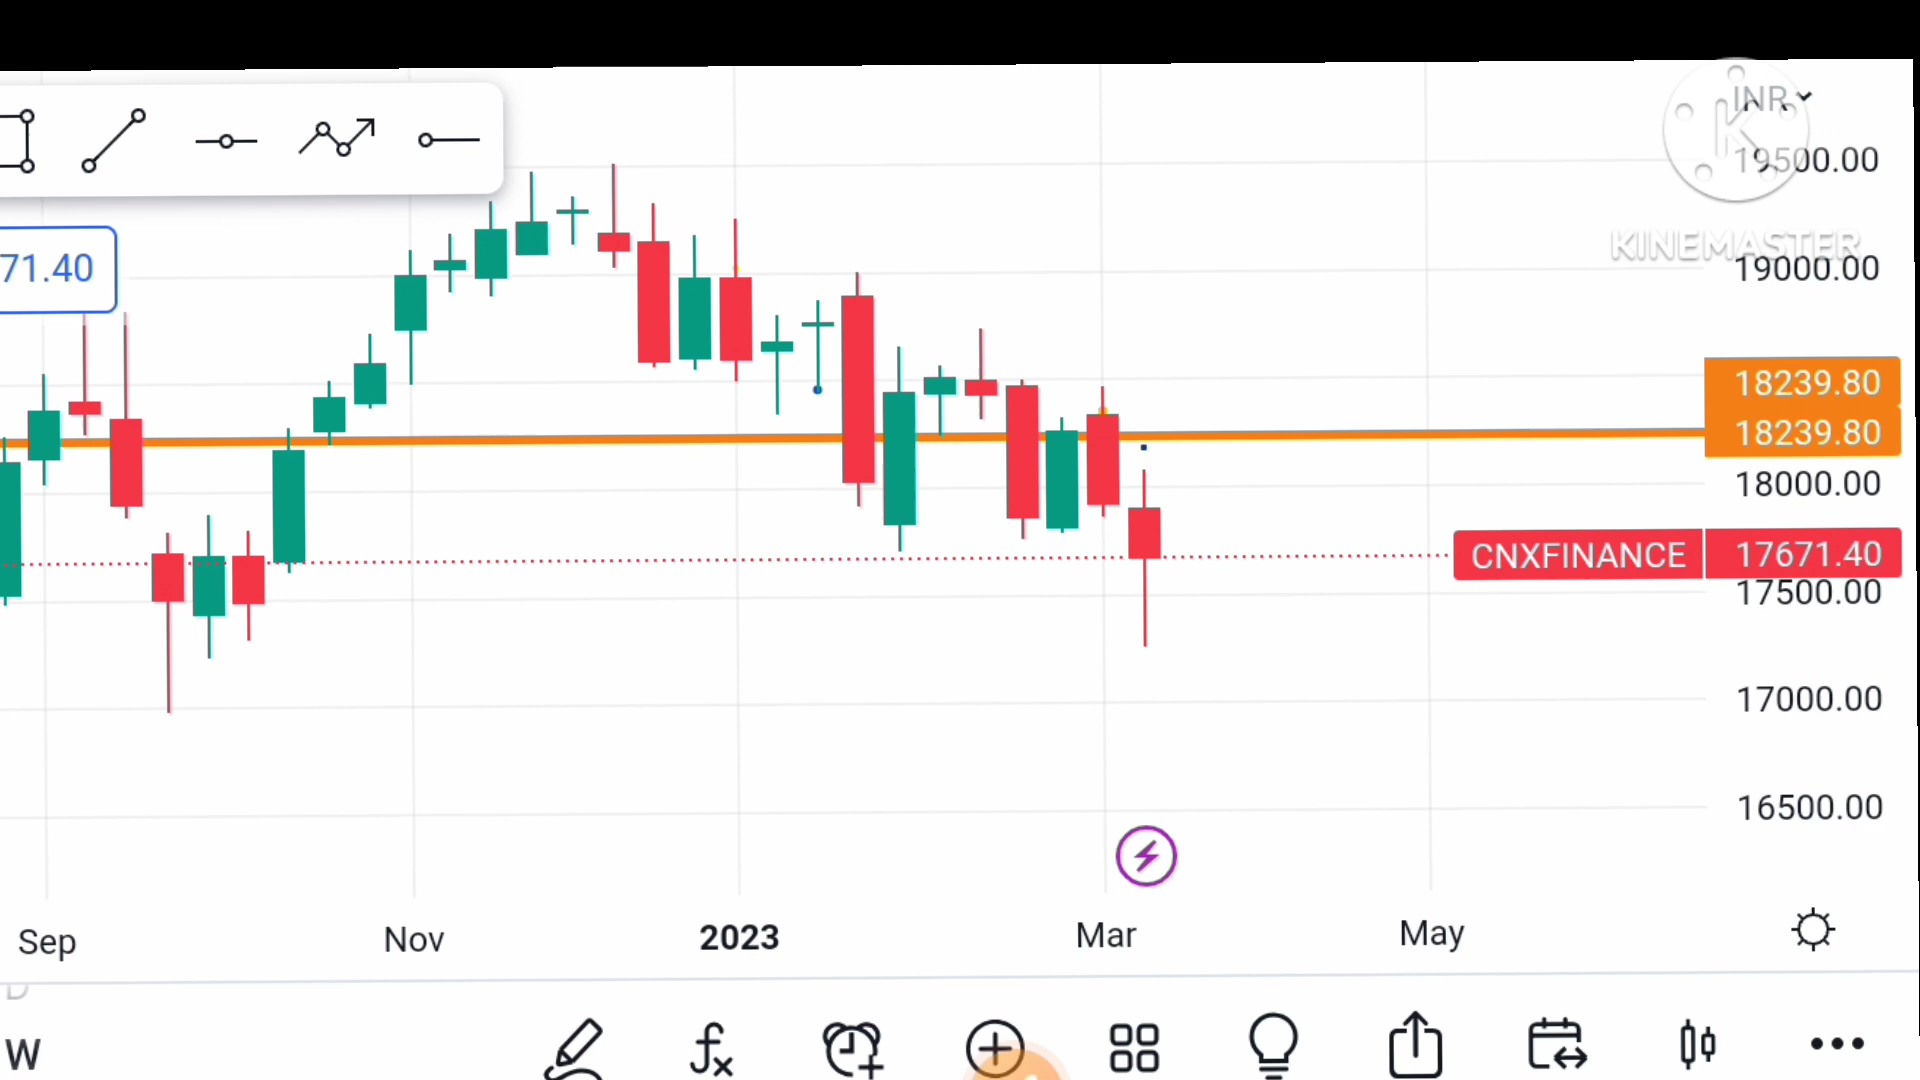 INR
19500.00
KINEMASTER
19000.00
71.40
18239.80
18239.80
18000.00
CNXFINANCE 17671.40
17500.00
17000.00
16500.00
Sep Nov 2023 Mar May
D
W